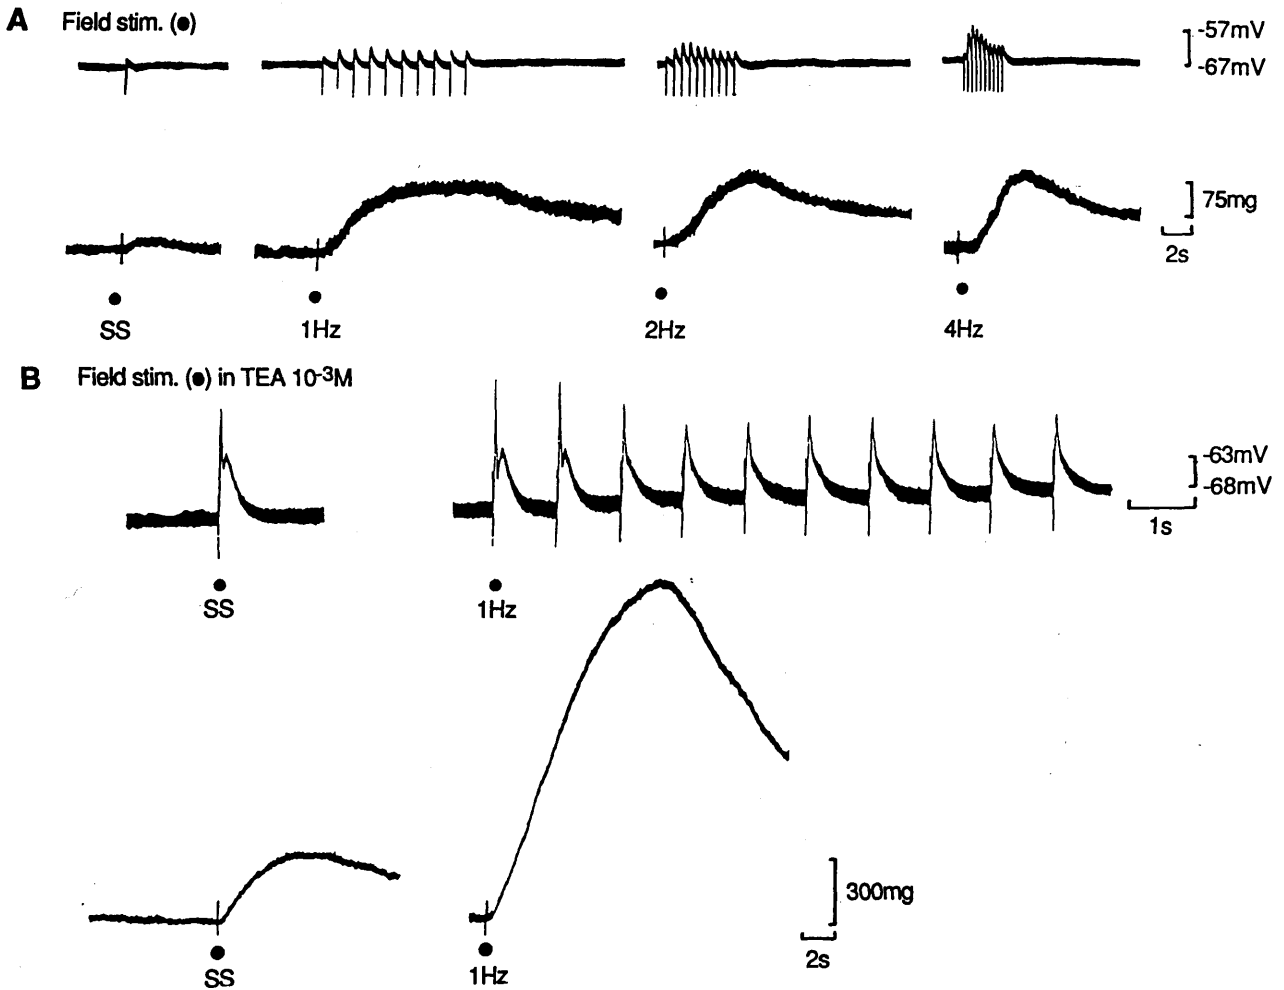 A Field stim. (●)
-57mV
-67mV
75mg
2s
SS 1Hz 2Hz 4Hz
B Field stim. (●) in TEA 10⁻³M
-63mV
-68mV
1s
SS 1Hz
300mg
2s
SS 1Hz